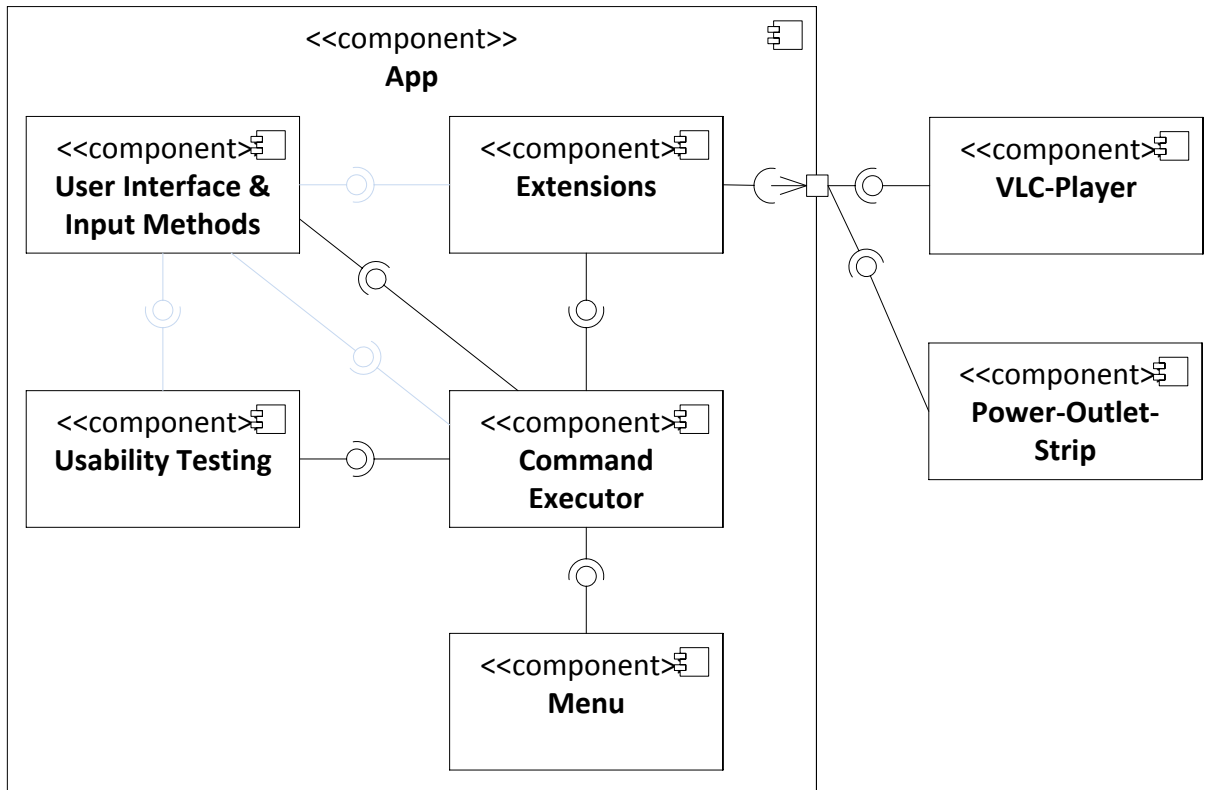 <<component>>
App
<<component>
User Interface &
Input Methods
<<component>
Extensions
<<component>
VLC-Player
<<component>
Usability Testing
<<component>
Command
Executor
<<component>
Power-Outlet-
Strip
<<component>
Menu